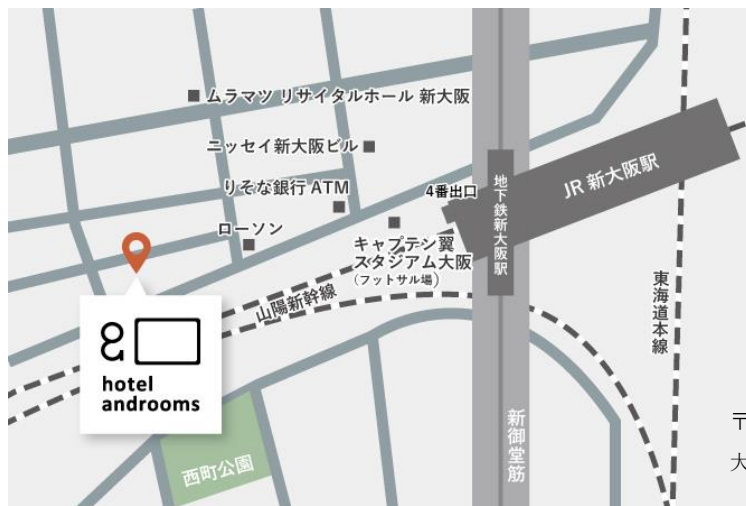 ムラマツ リサイタルホール 新大阪
ニッセイ新大阪ビル
りそな銀行 ATM
4番出口
JR 新大阪駅
地下鉄新大阪駅
ローソン
キャプテン翼
スタジアム大阪
(フットサル場)
山陽新幹線
東海道本線
hotel
androoms
西町公園
新御堂筋
〒
大